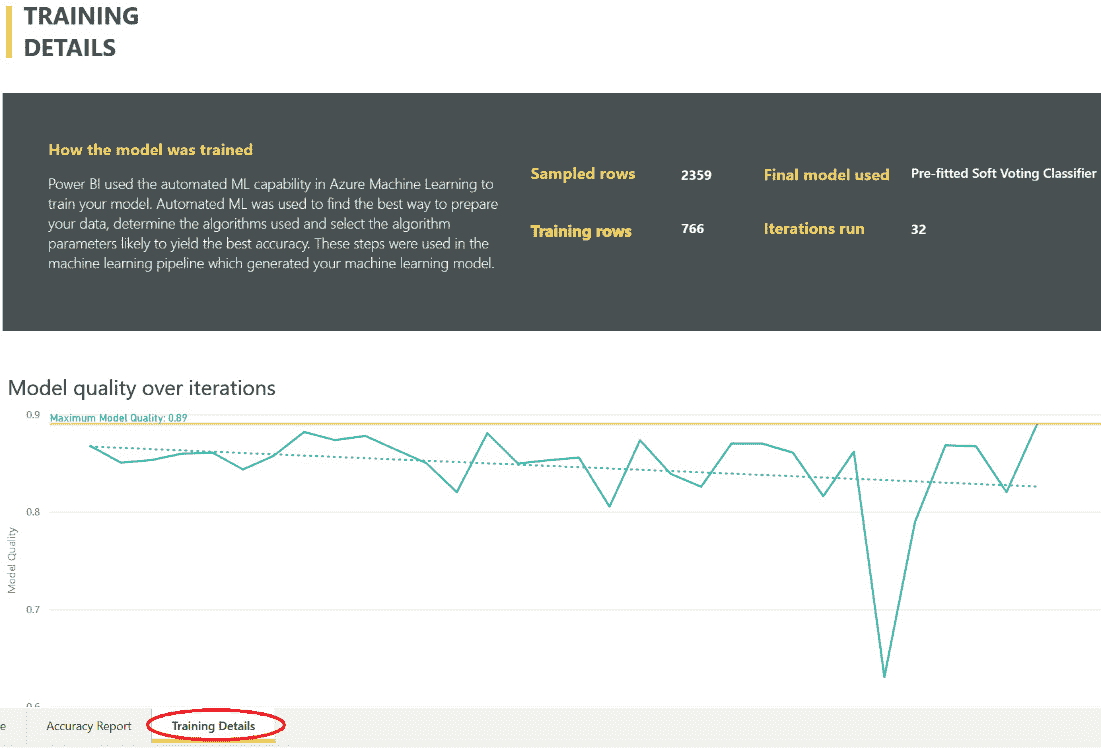 TRAINING
DETAILS
How the model was trained
Power BI used the automated ML capability in Azure Machine Learning to
train your model. Automated ML was used to find the best way to prepare
your data, determine the algorithms used and select the algorithm
parameters likely to yield the best accuracy. These steps were used in the
machine learning pipeline which generated your machine learning model.
Sampled rows 2359 Final model used Pre-fitted Soft Voting Classifier
Training rows 766 Iterations run 32
Model quality over iterations
0.9
Maximum Model Quality: 0.89
0.8
Model Quality
0.7
0.6
e Accuracy Report Training Details